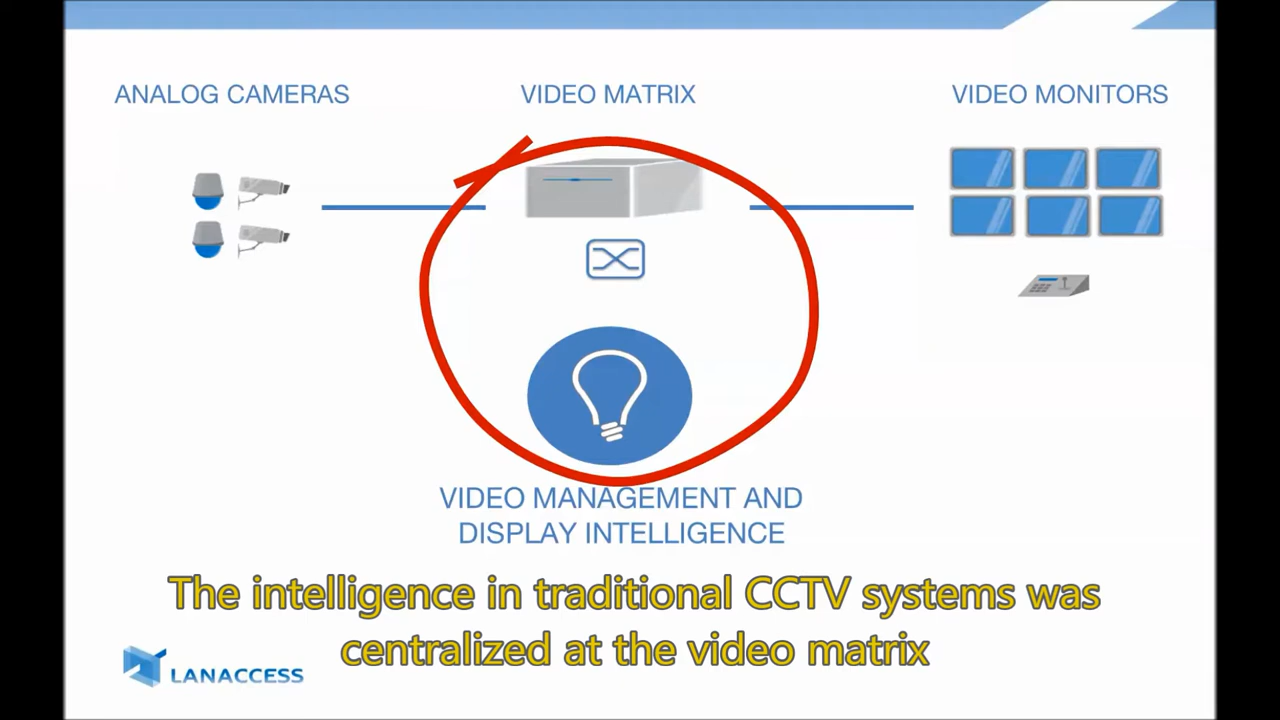 ANALOG CAMERAS
VIDEO MATRIX
VIDEO MONITORS
VIDEO MANAGEMENT AND
DISPLAY INTELLIGENCE
The intelligence in traditional CCTV systems was
centralized at the video matrix
LANACCESS